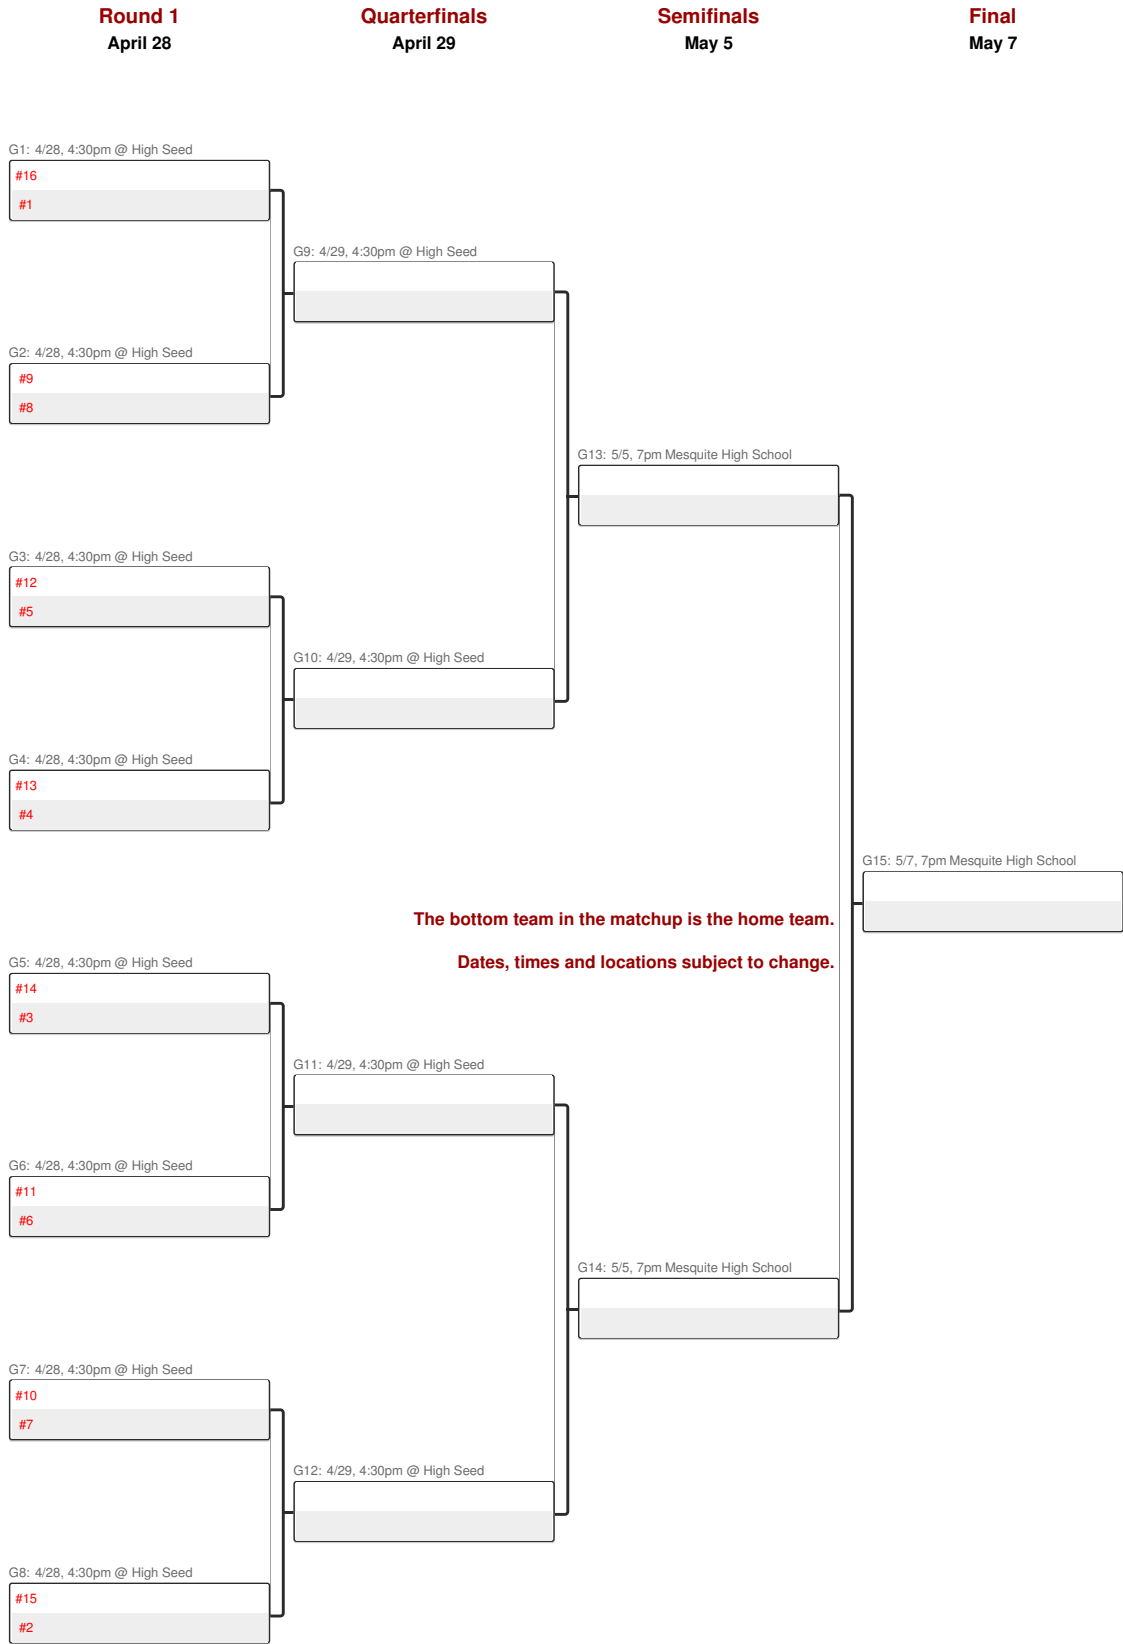 Round 1
April 28
Quarterfinals
April 29
Semifinals
May 5
Final
May 7
G1: 4/28, 4:30pm @ High Seed
#16
#1
G2: 4/28, 4:30pm @ High Seed
#9
#8
G3: 4/28, 4:30pm @ High Seed
#12
#5
G4: 4/28, 4:30pm @ High Seed
#13
#4
G5: 4/28, 4:30pm @ High Seed
#14
#3
G6: 4/28, 4:30pm @ High Seed
#11
#6
G7: 4/28, 4:30pm @ High Seed
#10
#7
G8: 4/28, 4:30pm @ High Seed
#15
#2
G9: 4/29, 4:30pm @ High Seed
G10: 4/29, 4:30pm @ High Seed
G11: 4/29, 4:30pm @ High Seed
G12: 4/29, 4:30pm @ High Seed
G13: 5/5, 7pm Mesquite High School
The bottom team in the matchup is the home team.
Dates, times and locations subject to change.
G14: 5/5, 7pm Mesquite High School
G15: 5/7, 7pm Mesquite High School